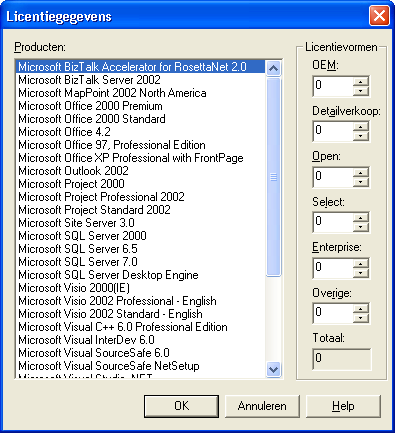 Licentiegegevens
Producten:
Microsoft BizTalk Accelerator for RosettaNet 2.0
Microsoft BizTalk Server 2002
Microsoft MapPoint 2002 North America
Microsoft Office 2000 Premium
Microsoft Office 2000 Standard
Microsoft Office 4.2
Microsoft Office 97, Professional Edition
Microsoft Office XP Professional with FrontPage
Microsoft Outlook 2002
Microsoft Project 2000
Microsoft Project Professional 2002
Microsoft Project Standard 2002
Microsoft Site Server 3.0
Microsoft SQL Server 2000
Microsoft SQL Server 6.5
Microsoft SQL Server 7.0
Microsoft SQL Server Desktop Engine
Microsoft Visio 2000(IE)
Microsoft Visio 2002 Professional - English
Microsoft Visio 2002 Standard - English
Microsoft Visual C++ 6.0 Professional Edition
Microsoft Visual InterDev 6.0
Microsoft Visual SourceSafe 6.0
Microsoft Visual SourceSafe NetSetup
Microsoft Visual Studio .NET
Licentievormen
OEM:
0
Detailverkoop:
0
Open:
0
Select:
0
Enterprise:
0
Overige:
0
Totaal:
0
OK
Annuleren
Help